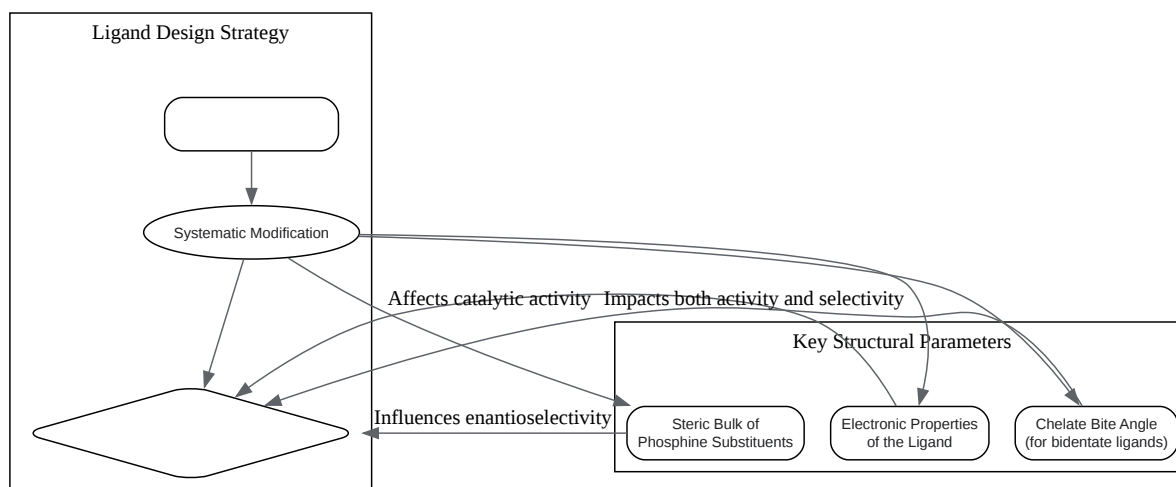 Ligand Design Strategy
Systematic Modification
Affects catalytic activity
Impacts both activity and selectivity
Key Structural Parameters
Influences enantioselectivity
Steric Bulk of
Phosphine Substituents
Electronic Properties
of the Ligand
Chelate Bite Angle
(for bidentate ligands)